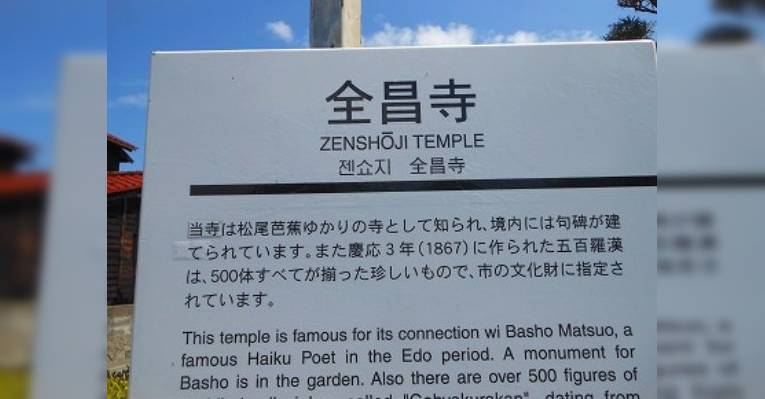 全昌寺
ZENSHŌJI TEMPLE
젠쇼지 全昌寺
当寺は松尾芭蕉ゆかりの寺として知られ、境内には句碑が建
てられています。また慶応3年(1867)に作られた五百羅漢
は、500体すべてが揃った珍しいもので、市の文化財に指定さ
れています。
This temple is famous for its connection wi Basho Matsuo, a
famous Haiku Poet in the Edo period. A monument for
Basho is in the garden. Also there are over 500 figures of
called "Gohyakurakan", dating from